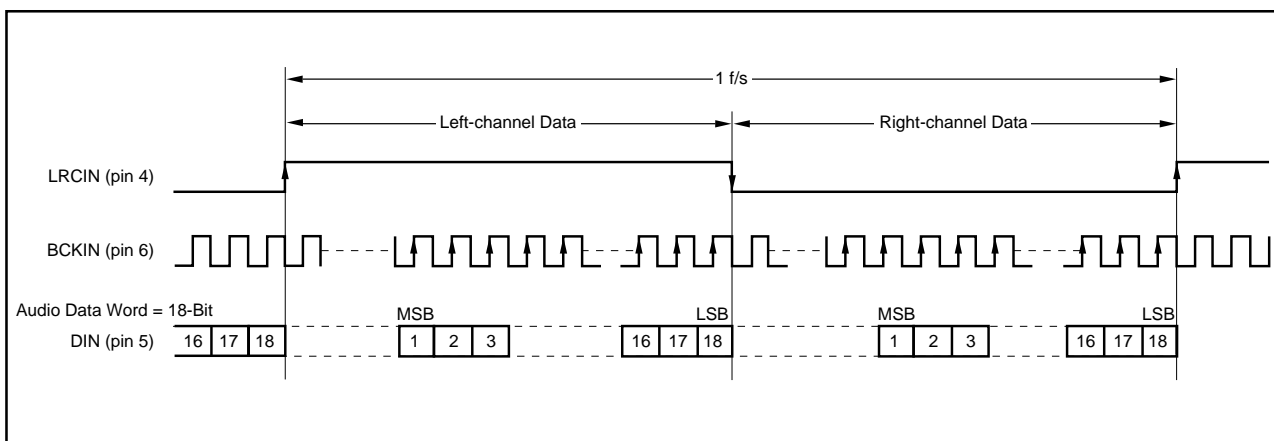 1 f/s
Left-channel Data Right-channel Data
LRCIN (pin 4)
BCKIN (pin 6)
Audio Data Word = 18-Bit MSB LSB MSB LSB
DIN (pin 5) 16 17 18 1 2 3 16 17 18 1 2 3 16 17 18